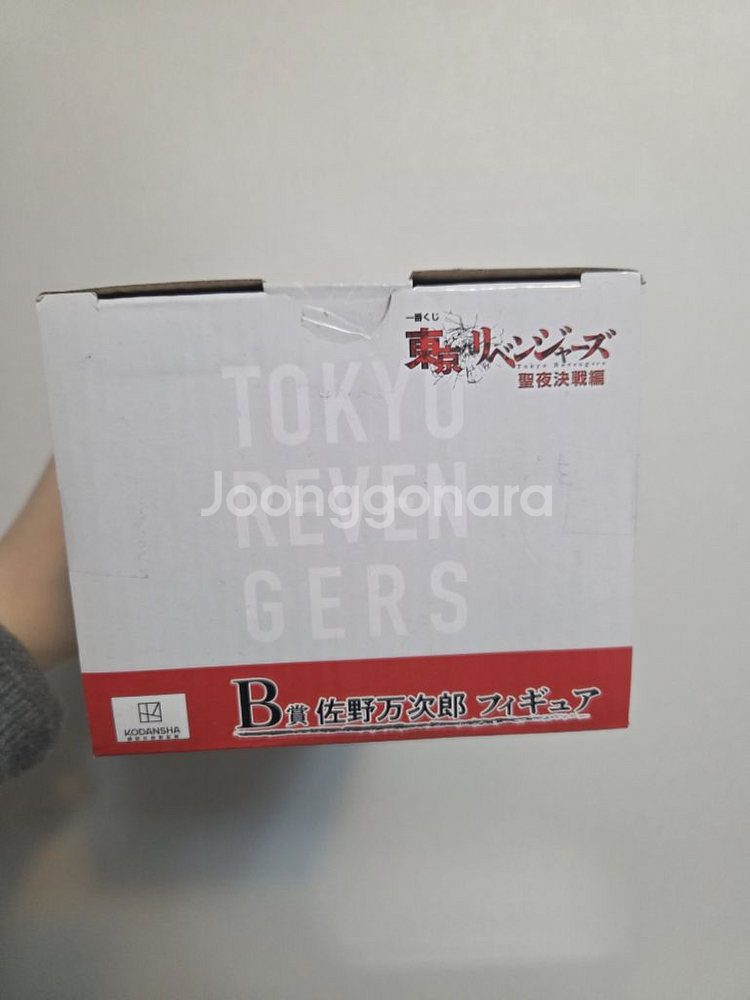 一番くじ
東京リベンジャーズ
Tokyo Revengers
聖夜決戦編
TOKYO
REVEN
GERS
Joonggonara
KODANSHA
B賞 佐野万次郎 フィギュア